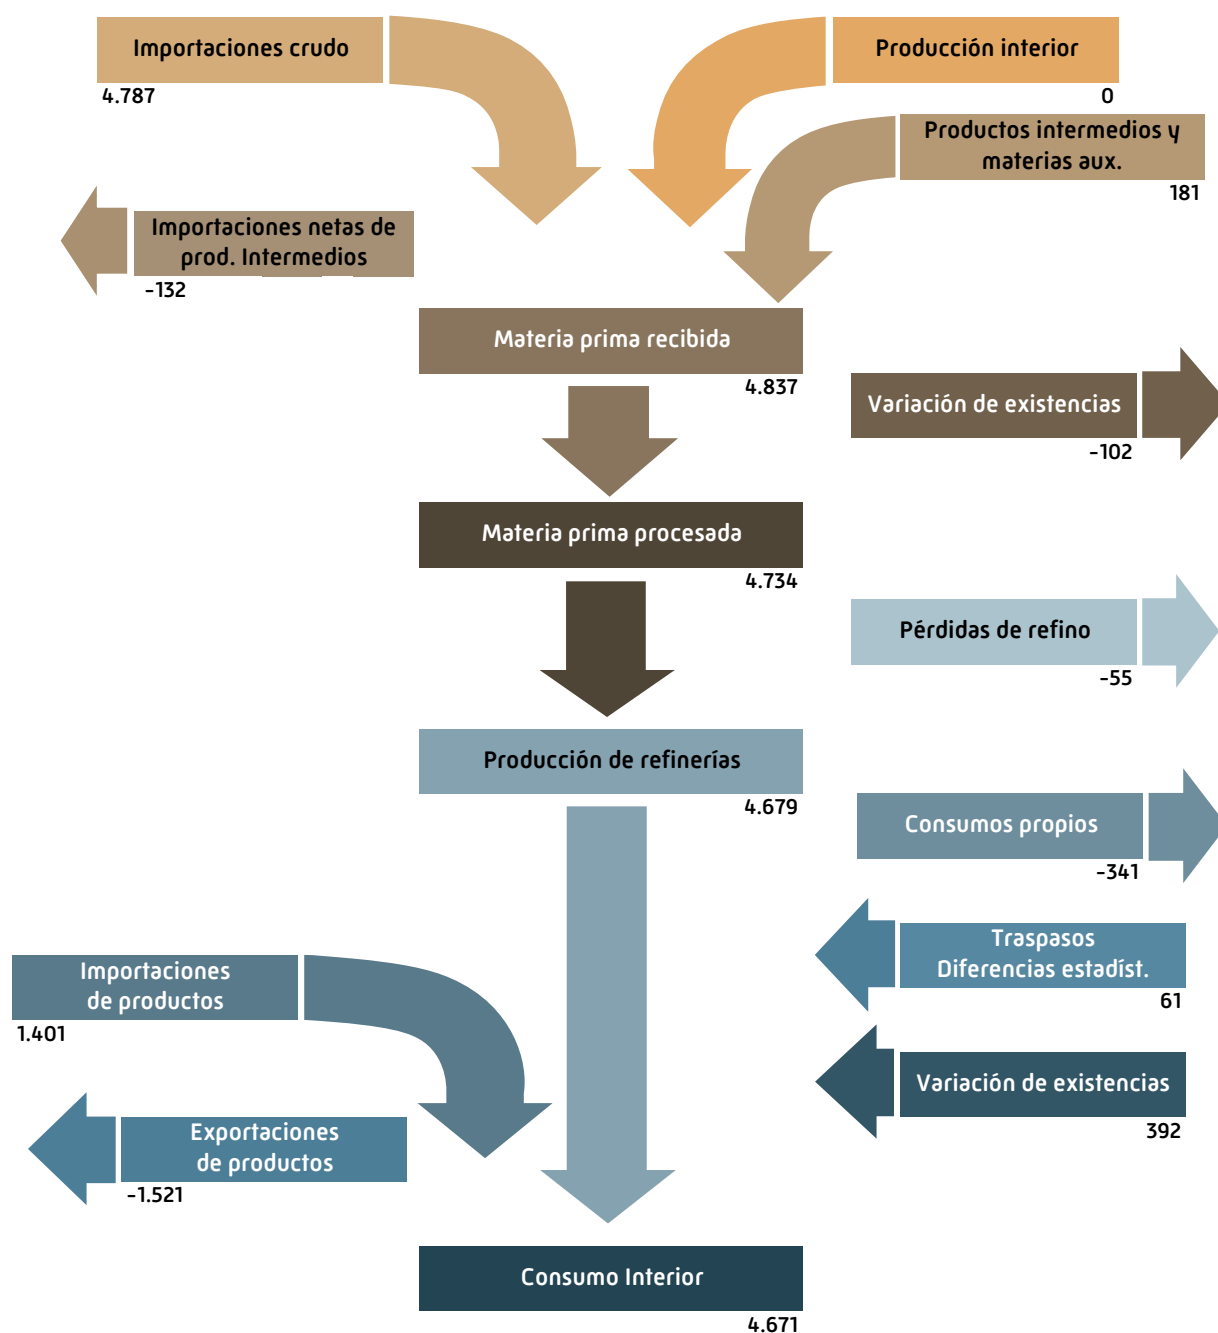 Importaciones crudo
4.787
Producción interior
0
Productos intermedios y
materias aux.
181
Importaciones netas de
prod. Intermedios
-132
Materia prima recibida
4.837
Variación de existencias
-102
Materia prima procesada
4.734
Pérdidas de refino
-55
Producción de refinerías
4.679
Consumos propios
-341
Traspasos
Diferencias estadíst.
61
Importaciones
de productos
1.401
Variación de existencias
392
Exportaciones
de productos
-1.521
Consumo Interior
4.671